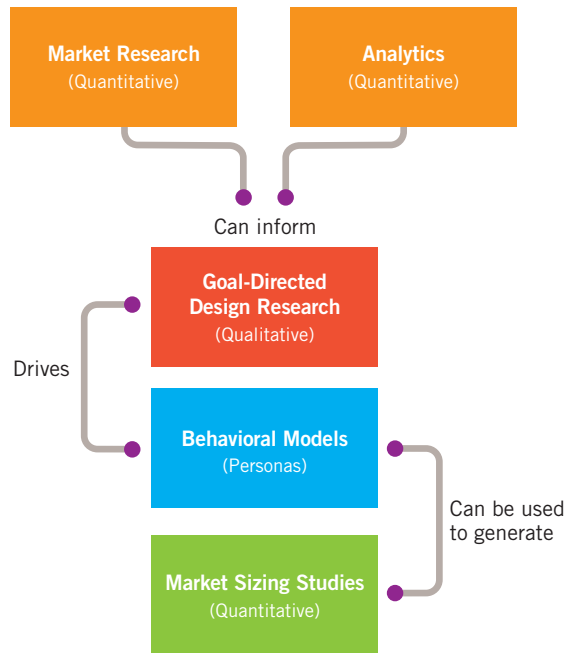 Market Research
(Quantitative)
Analytics
(Quantitative)
Can inform
Goal-Directed
Design Research
(Qualitative)
Drives
Behavioral Models
(Personas)
Can be used
to generate
Market Sizing Studies
(Quantitative)